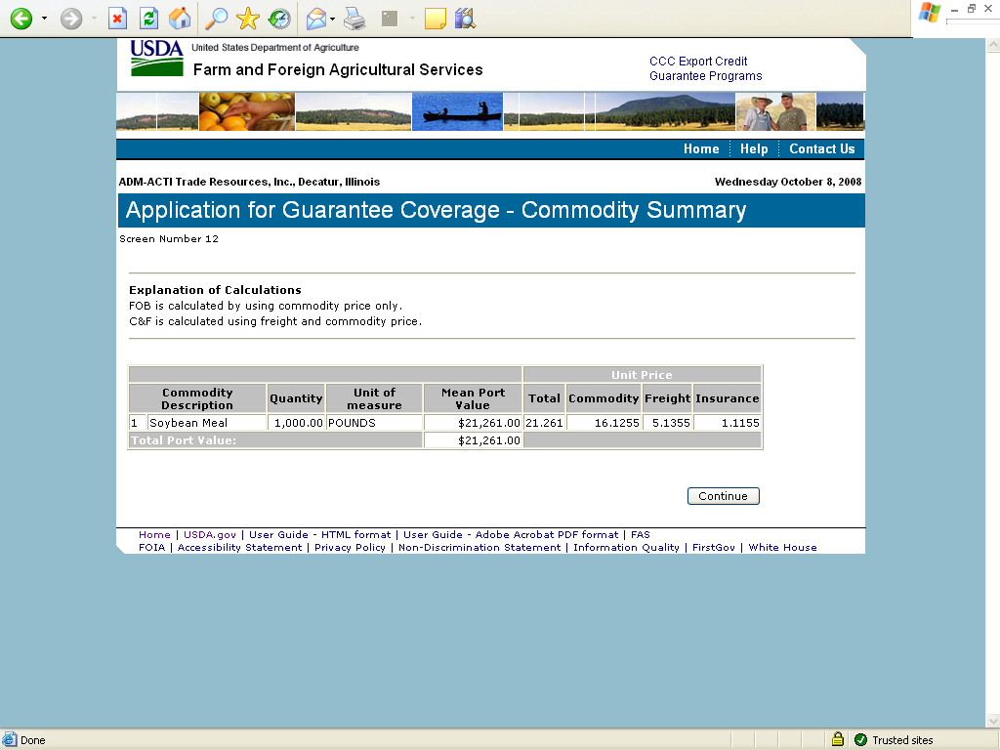 USDA United States Department of Agriculture
Farm and Foreign Agricultural Services
CCC Export Credit
Guarantee Programs
Home Help Contact Us
ADM-ACTI Trade Resources, Inc., Decatur, Illinois Wednesday October 8, 2008
Application for Guarantee Coverage - Commodity Summary
Screen Number 12
Explanation of Calculations
FOB is calculated by using commodity price only.
C&F is calculated using freight and commodity price.
Unit Price
Commodity Description Quantity Unit of measure Mean Port Value Total Commodity Freight Insurance
1 Soybean Meal 1,000.00 POUNDS $21,261.00 21.261 16.1255 5.1355 1.1155
Total Port Value: $21,261.00
Continue
Home | USDA.gov | User Guide - HTML format | User Guide - Adobe Acrobat PDF format | FAS
FOIA | Accessibility Statement | Privacy Policy | Non-Discrimination Statement | Information Quality | FirstGov | White House
Done Trusted sites